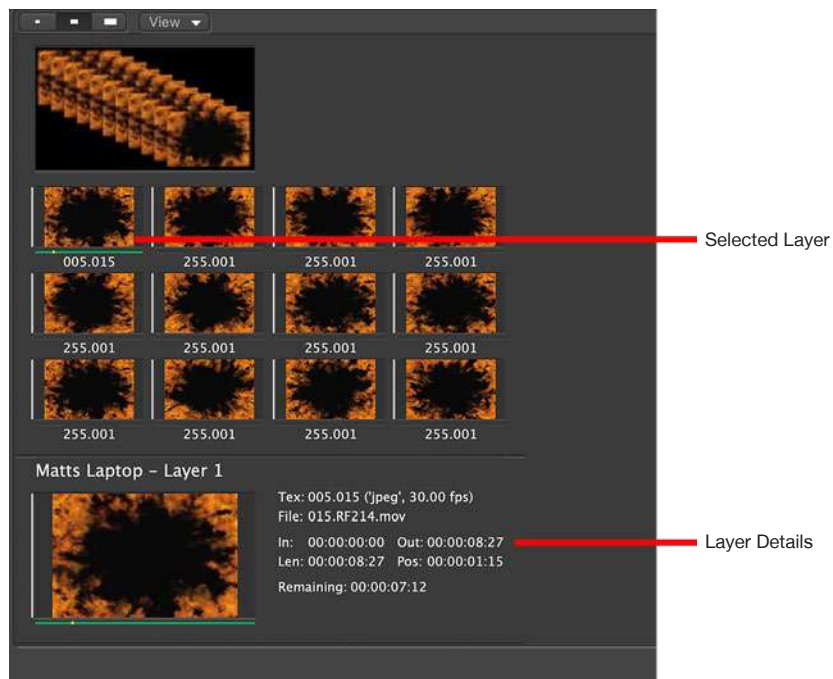 View
Selected Layer
005.015 255.001 255.001 255.001
255.001 255.001 255.001 255.001
255.001 255.001 255.001 255.001
Matts Laptop – Layer 1
Tex: 005.015 ('jpeg', 30.00 fps)
File: 015.RF214.mov
In: 00:00:00:00 Out: 00:00:08:27
Layer Details
Len: 00:00:08:27 Pos: 00:00:01:15
Remaining: 00:00:07:12